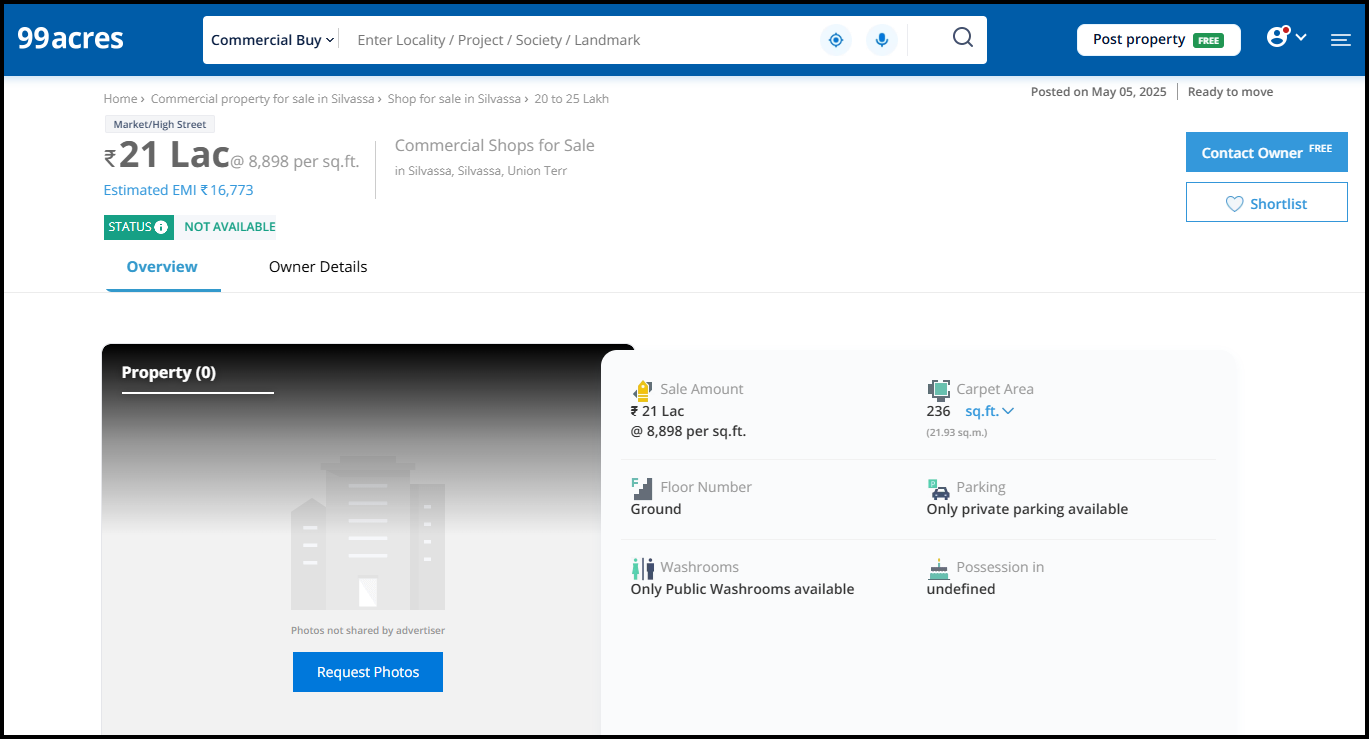 99acres
Commercial Buy
Enter Locality / Project / Society / Landmark
Post property FREE
Home › Commercial property for sale in Silvassa › Shop for sale in Silvassa › 20 to 25 Lakh
Posted on May 05, 2025 | Ready to move
Market/High Street
₹21 Lac@ 8,898 per sq.ft.
Estimated EMI ₹16,773
Commercial Shops for Sale
in Silvassa, Silvassa, Union Terr
Contact Owner FREE
Shortlist
STATUS i NOT AVAILABLE
Overview
Owner Details
Property (0)
Photos not shared by advertiser
Request Photos
Sale Amount
₹ 21 Lac
@ 8,898 per sq.ft.
Carpet Area
236 sq.ft.
(21.93 sq.m.)
F
Floor Number
Ground
P
Parking
Only private parking available
Washrooms
Only Public Washrooms available
Possession in
undefined